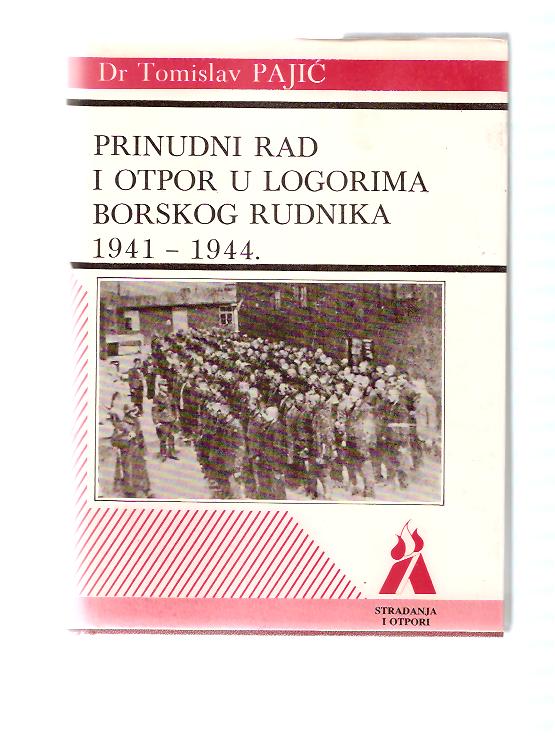 Dr Tomislav PAJIĆ
PRINUDNI RAD
I OTPOR U LOGORIMA
BORSKOG RUDNIKA
1941 – 1944.
STRADANJA
I OTPORI